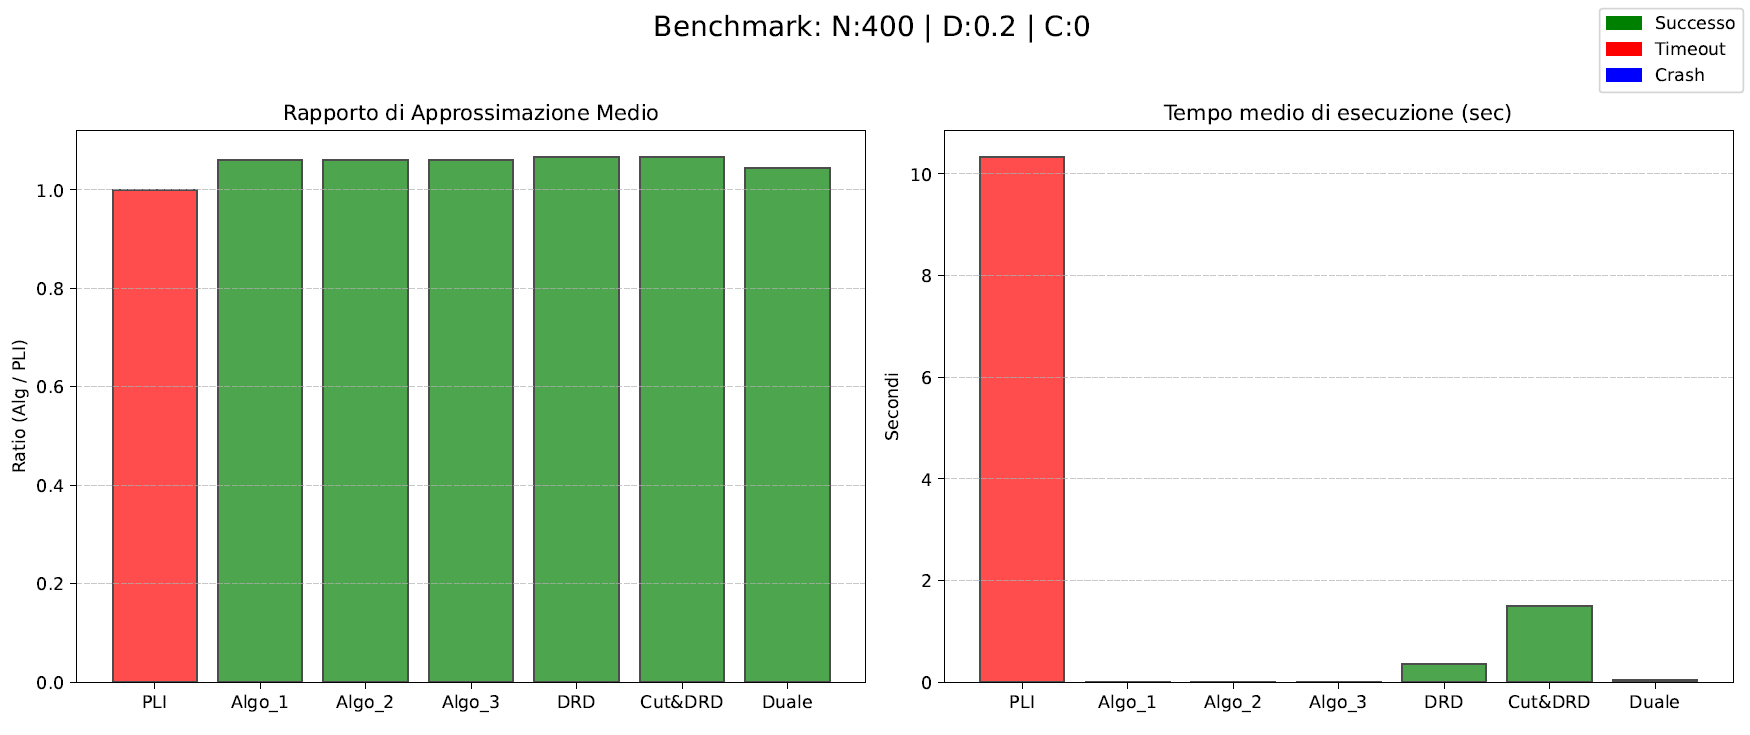 Benchmark: N:400 | D:0.2 | C:0
Successo
Timeout
Crash
Rapporto di Approssimazione Medio
Ratio (Alg / PLI)
1.0
0.8
0.6
0.4
0.2
0.0
PLI Algo_1 Algo_2 Algo_3 DRD Cut&DRD Duale
Tempo medio di esecuzione (sec)
Secondi
10
8
6
4
2
0
PLI Algo_1 Algo_2 Algo_3 DRD Cut&DRD Duale